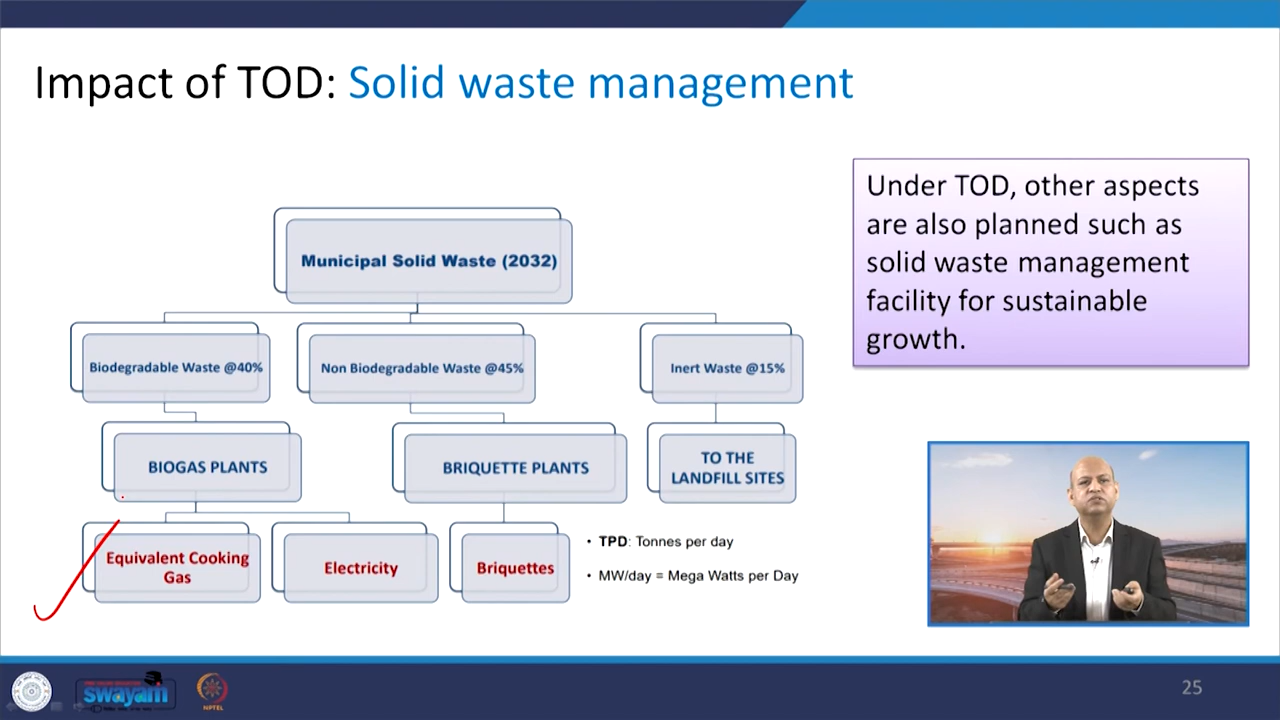 Impact of TOD: Solid waste management
Under TOD, other aspects
are also planned such as
solid waste management
facility for sustainable
growth.
Municipal Solid Waste (2032)
Biodegradable Waste @40%
Non Biodegradable Waste @45%
Inert Waste @15%
BIOGAS PLANTS
BRIQUETTE PLANTS
TO THE
LANDFILL SITES
Equivalent Cooking
Gas
Electricity
Briquettes
• TPD: Tonnes per day
• MW/day = Mega Watts per Day
swayam
NPTEL
25